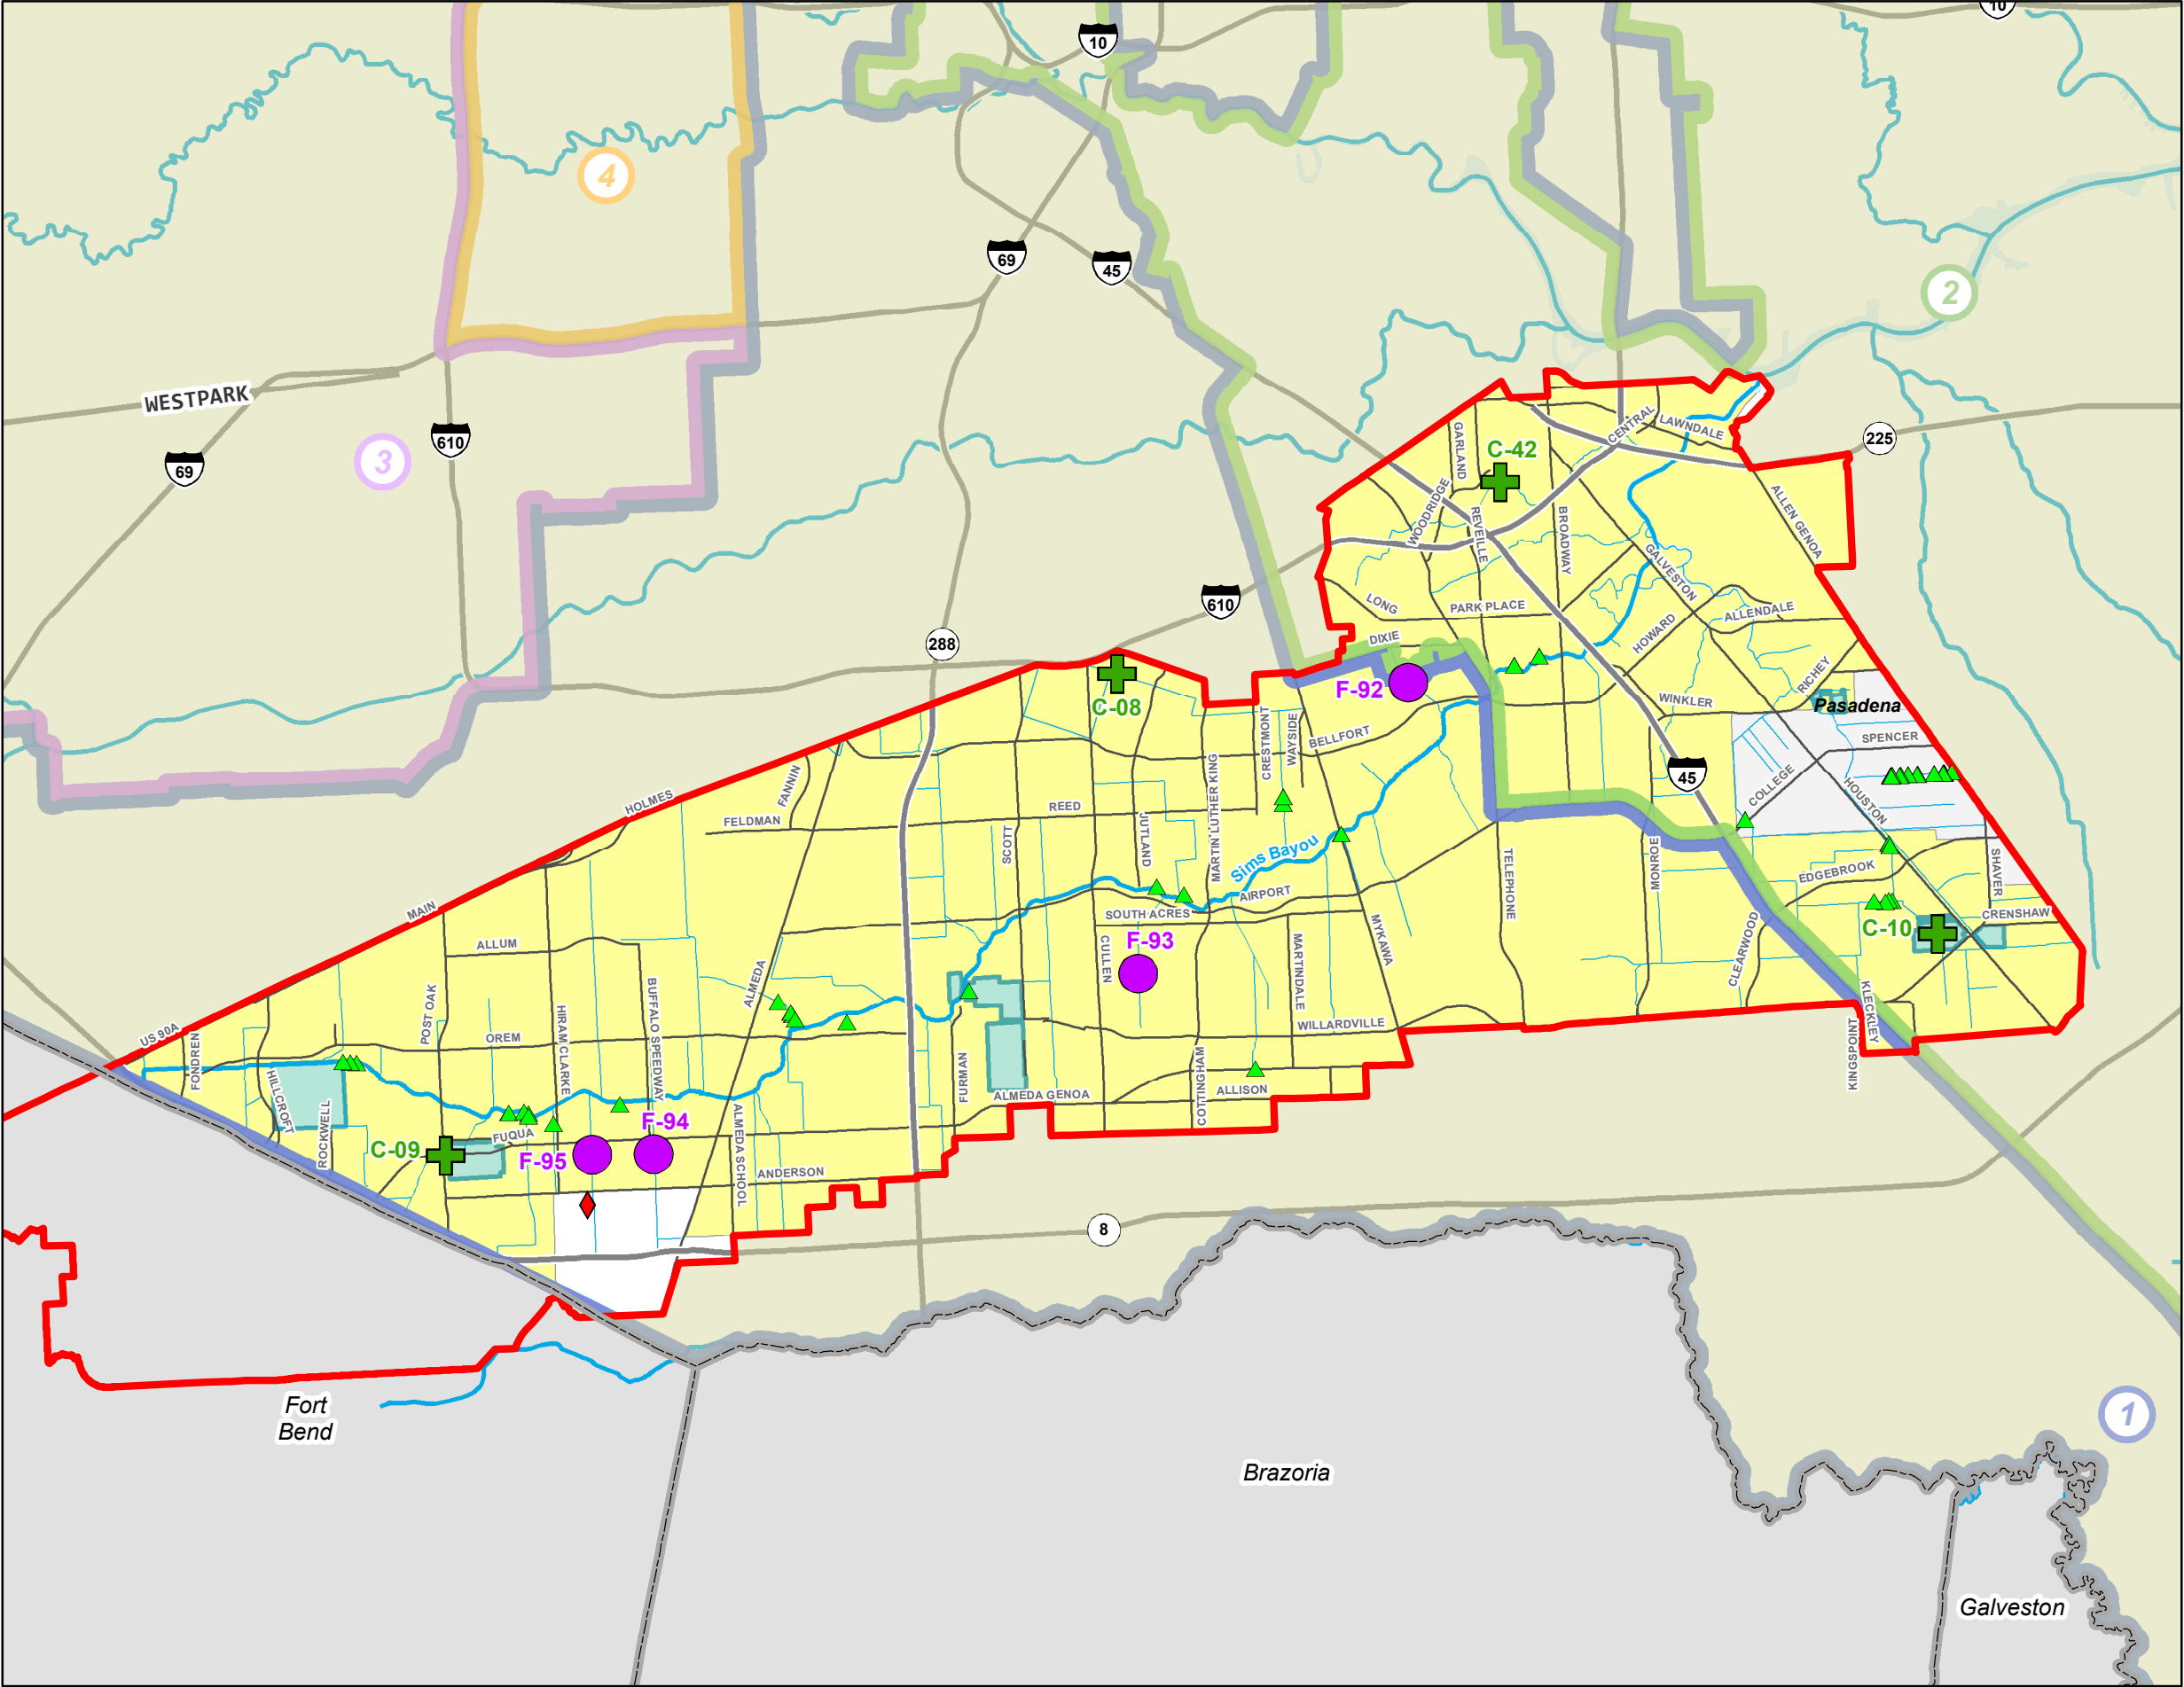 10
10
4
69
45
2
WESTPARK
610
3
69
225
CENTRAL
LAWNDALE
GARLAND
C-42
WOODRIDGE
REVEILLE
BROADWAY
ALLEN GENOA
GALVESTON
610
LONG
PARK PLACE
ALLENDALE
HOWARD
288
DIXIE
RICHEY
F-92
C-08
WINKLER
Pasadena
CRESTMONT
WAYSIDE
BELLFORT
SPENCER
45
COLLEGE
HOUSTON
FANNIN
HOLMES
FELDMAN
REED
JUTLAND
MARTIN LUTHER KING
SCOTT
Sims Bayou
AIRPORT
TELEPHONE
MONROE
EDGEBROOK
SHAVER
MAIN
SOUTH ACRES
CRENSHAW
C-10
ALLUM
F-93
CULLEN
MARTINDALE
MYKAWA
CLEARWOOD
ALMEDA
POST OAK
HIRAM CLARKE
BUFFALO SPEEDWAY
KLECKLEY
KINGSPOINT
US 90A
FONDREN
OREM
WILLARDVILLE
HILLCROFT
ROCKWELL
FURMAN
COTTINGHAM
ALLISON
ALMEDA GENOA
F-94
FUQUA
C-09
F-95
ALMEDA SCHOOL
ANDERSON
8
Fort
Bend
1
Brazoria
Galveston